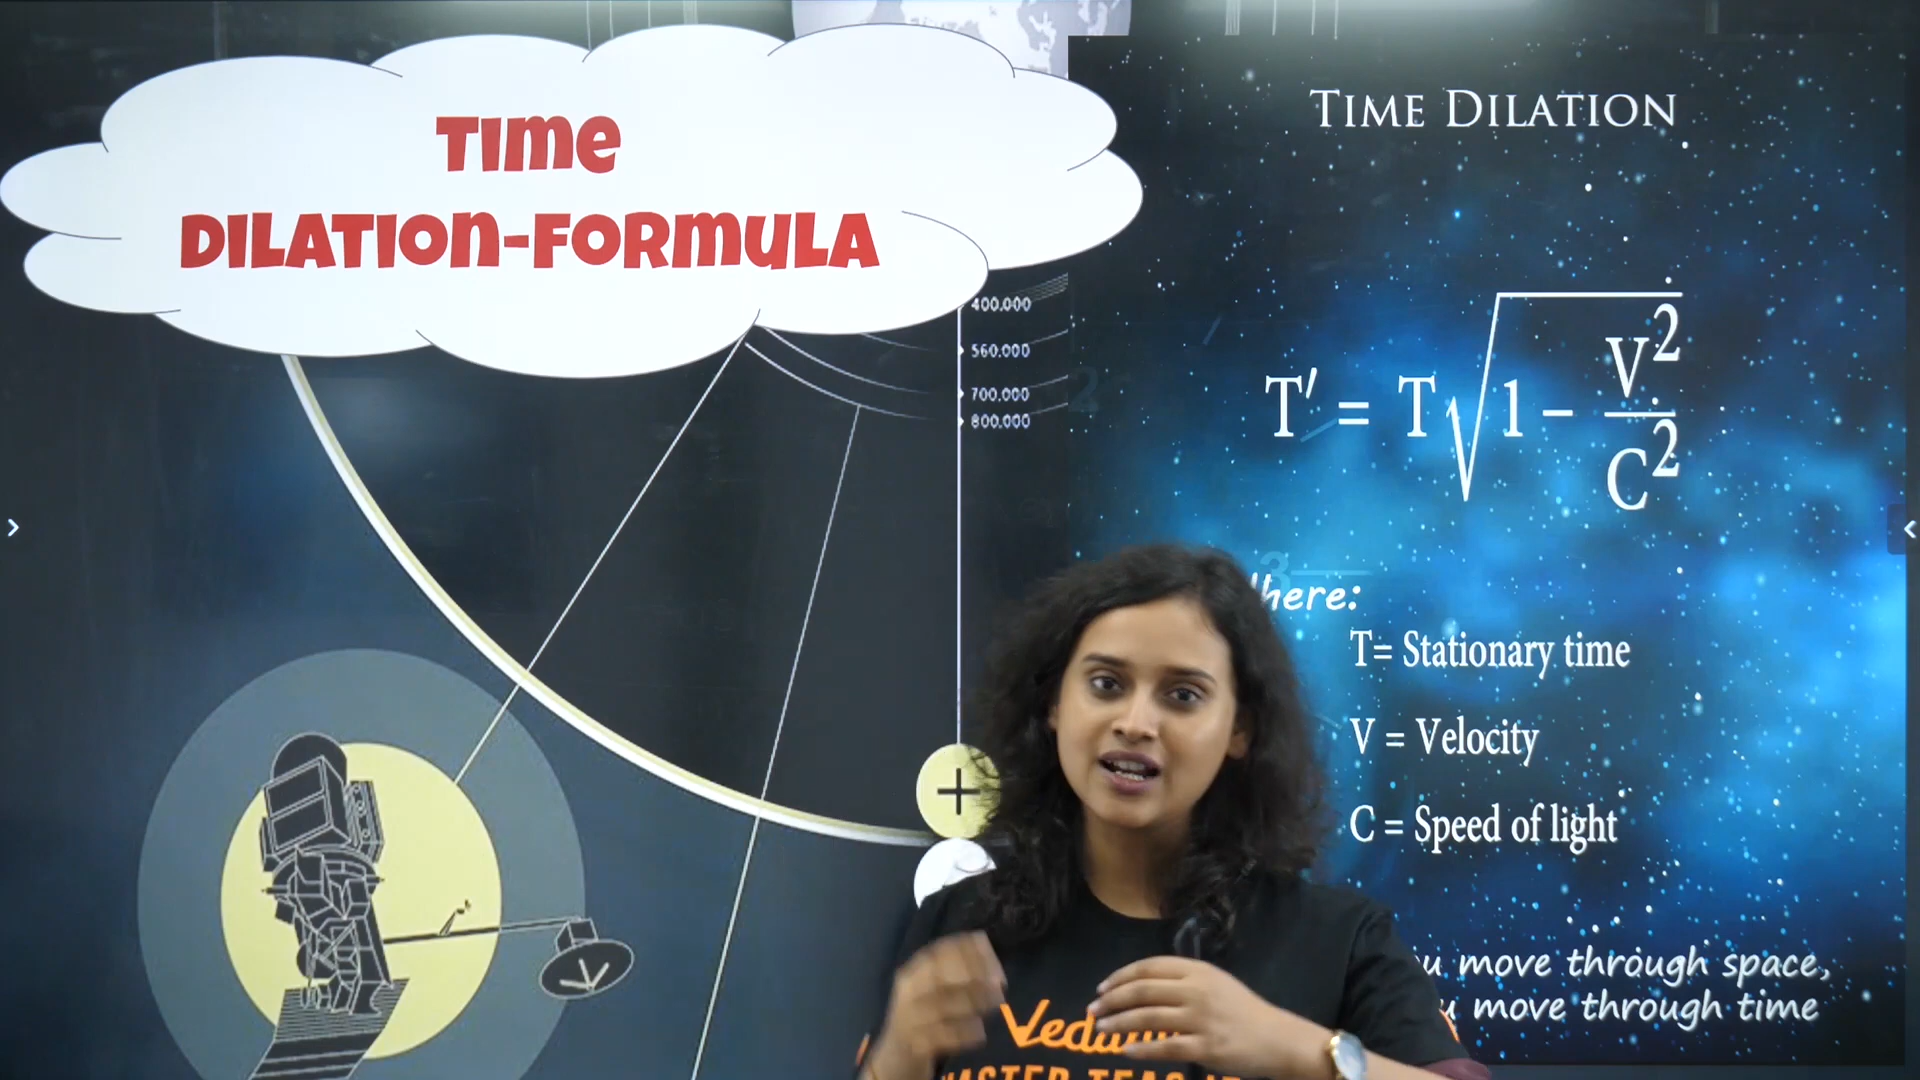 TIME
DILATION-FORMULA
400.000
560.000
700.000
800.000
TIME DILATION
T′ = T√1 − V²/C²
T= Stationary time
V = Velocity
C = Speed of light
move through space,
move through time